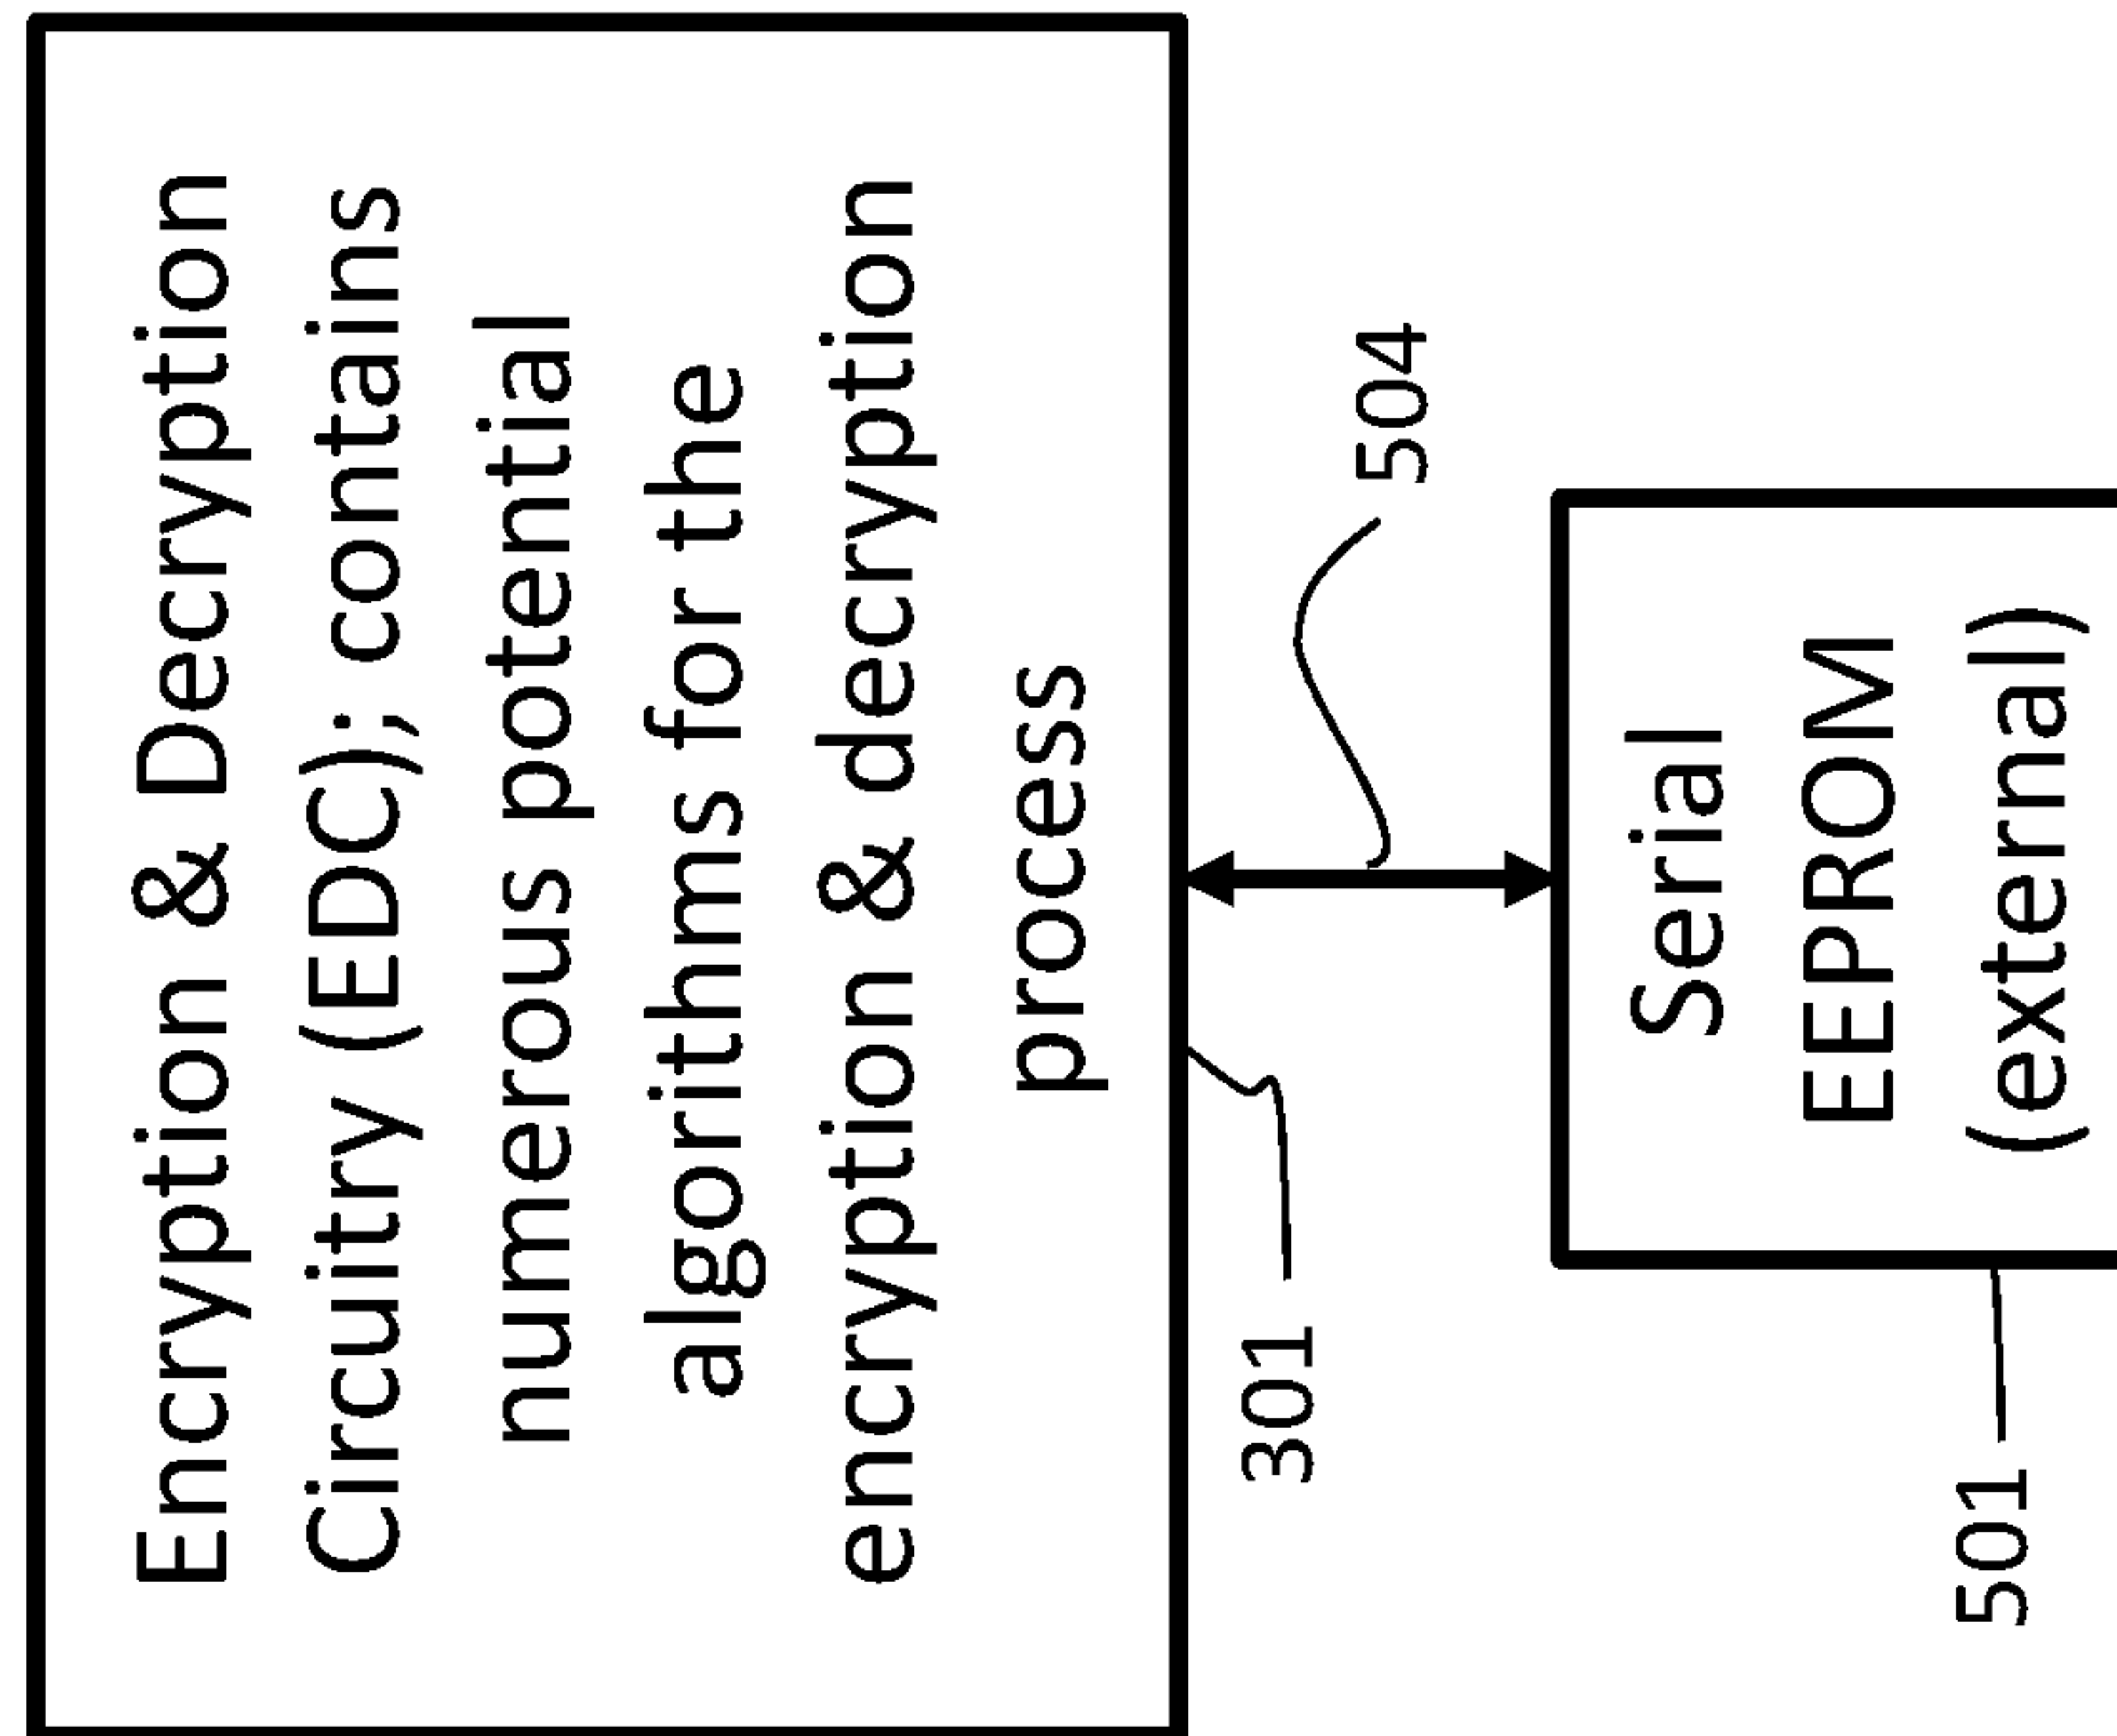 Encryption & Decryption
Circuitry (EDC); contains
numerous potential
algorithms for the
encryption & decryption
process
301
504
Serial
EEPROM
(external)
501